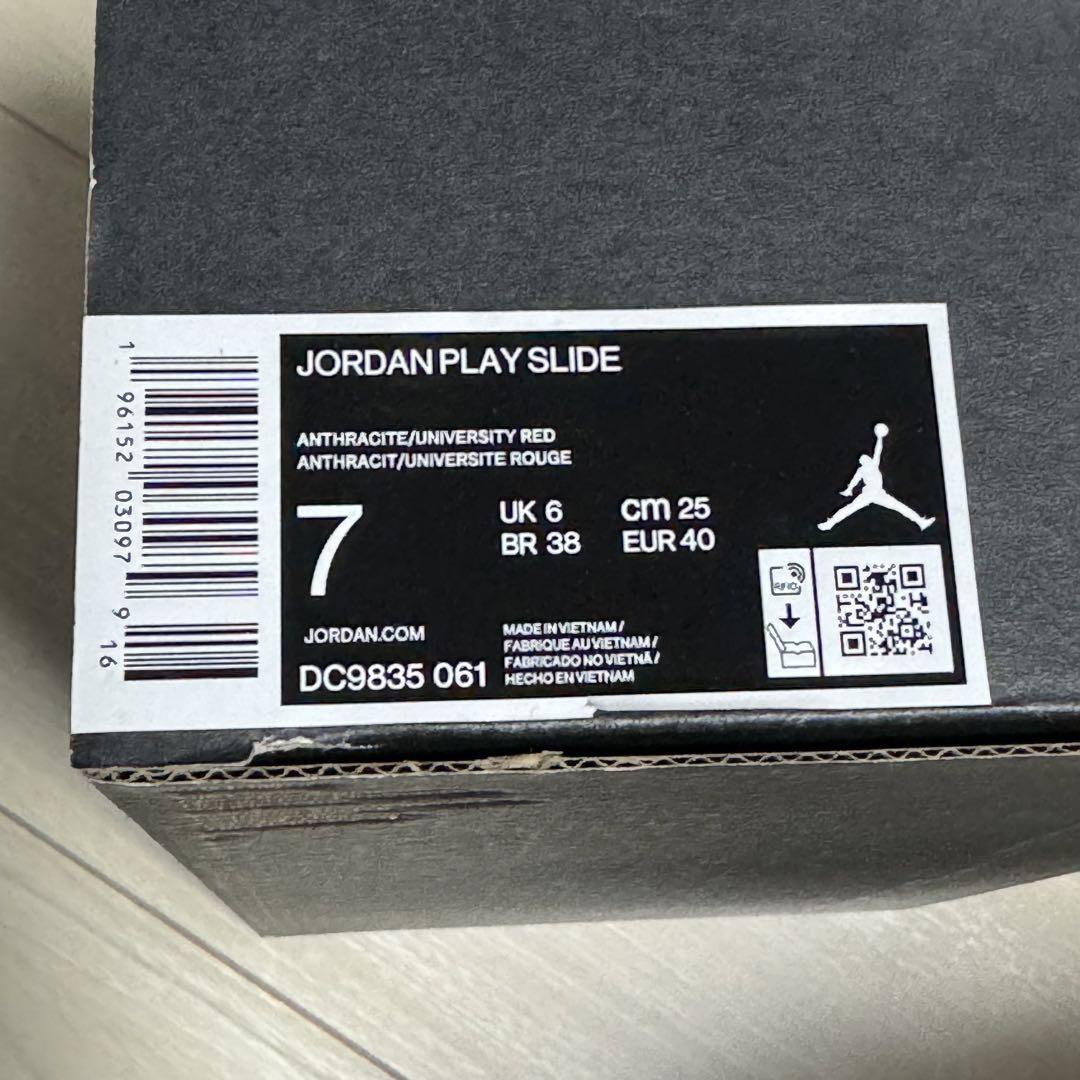 JORDAN PLAY SLIDE
ANTHRACITE/UNIVERSITY RED
ANTHRACIT/UNIVERSITE ROUGE
7
UK 6 cm 25
BR 38 EUR 40
JORDAN.COM
DC9835 061
MADE IN VIETNAM /
FABRIQUE AU VIETNAM /
FABRICADO NO VIETNÃ /
HECHO EN VIETNAM
RFID
1 96152 03097 9 16